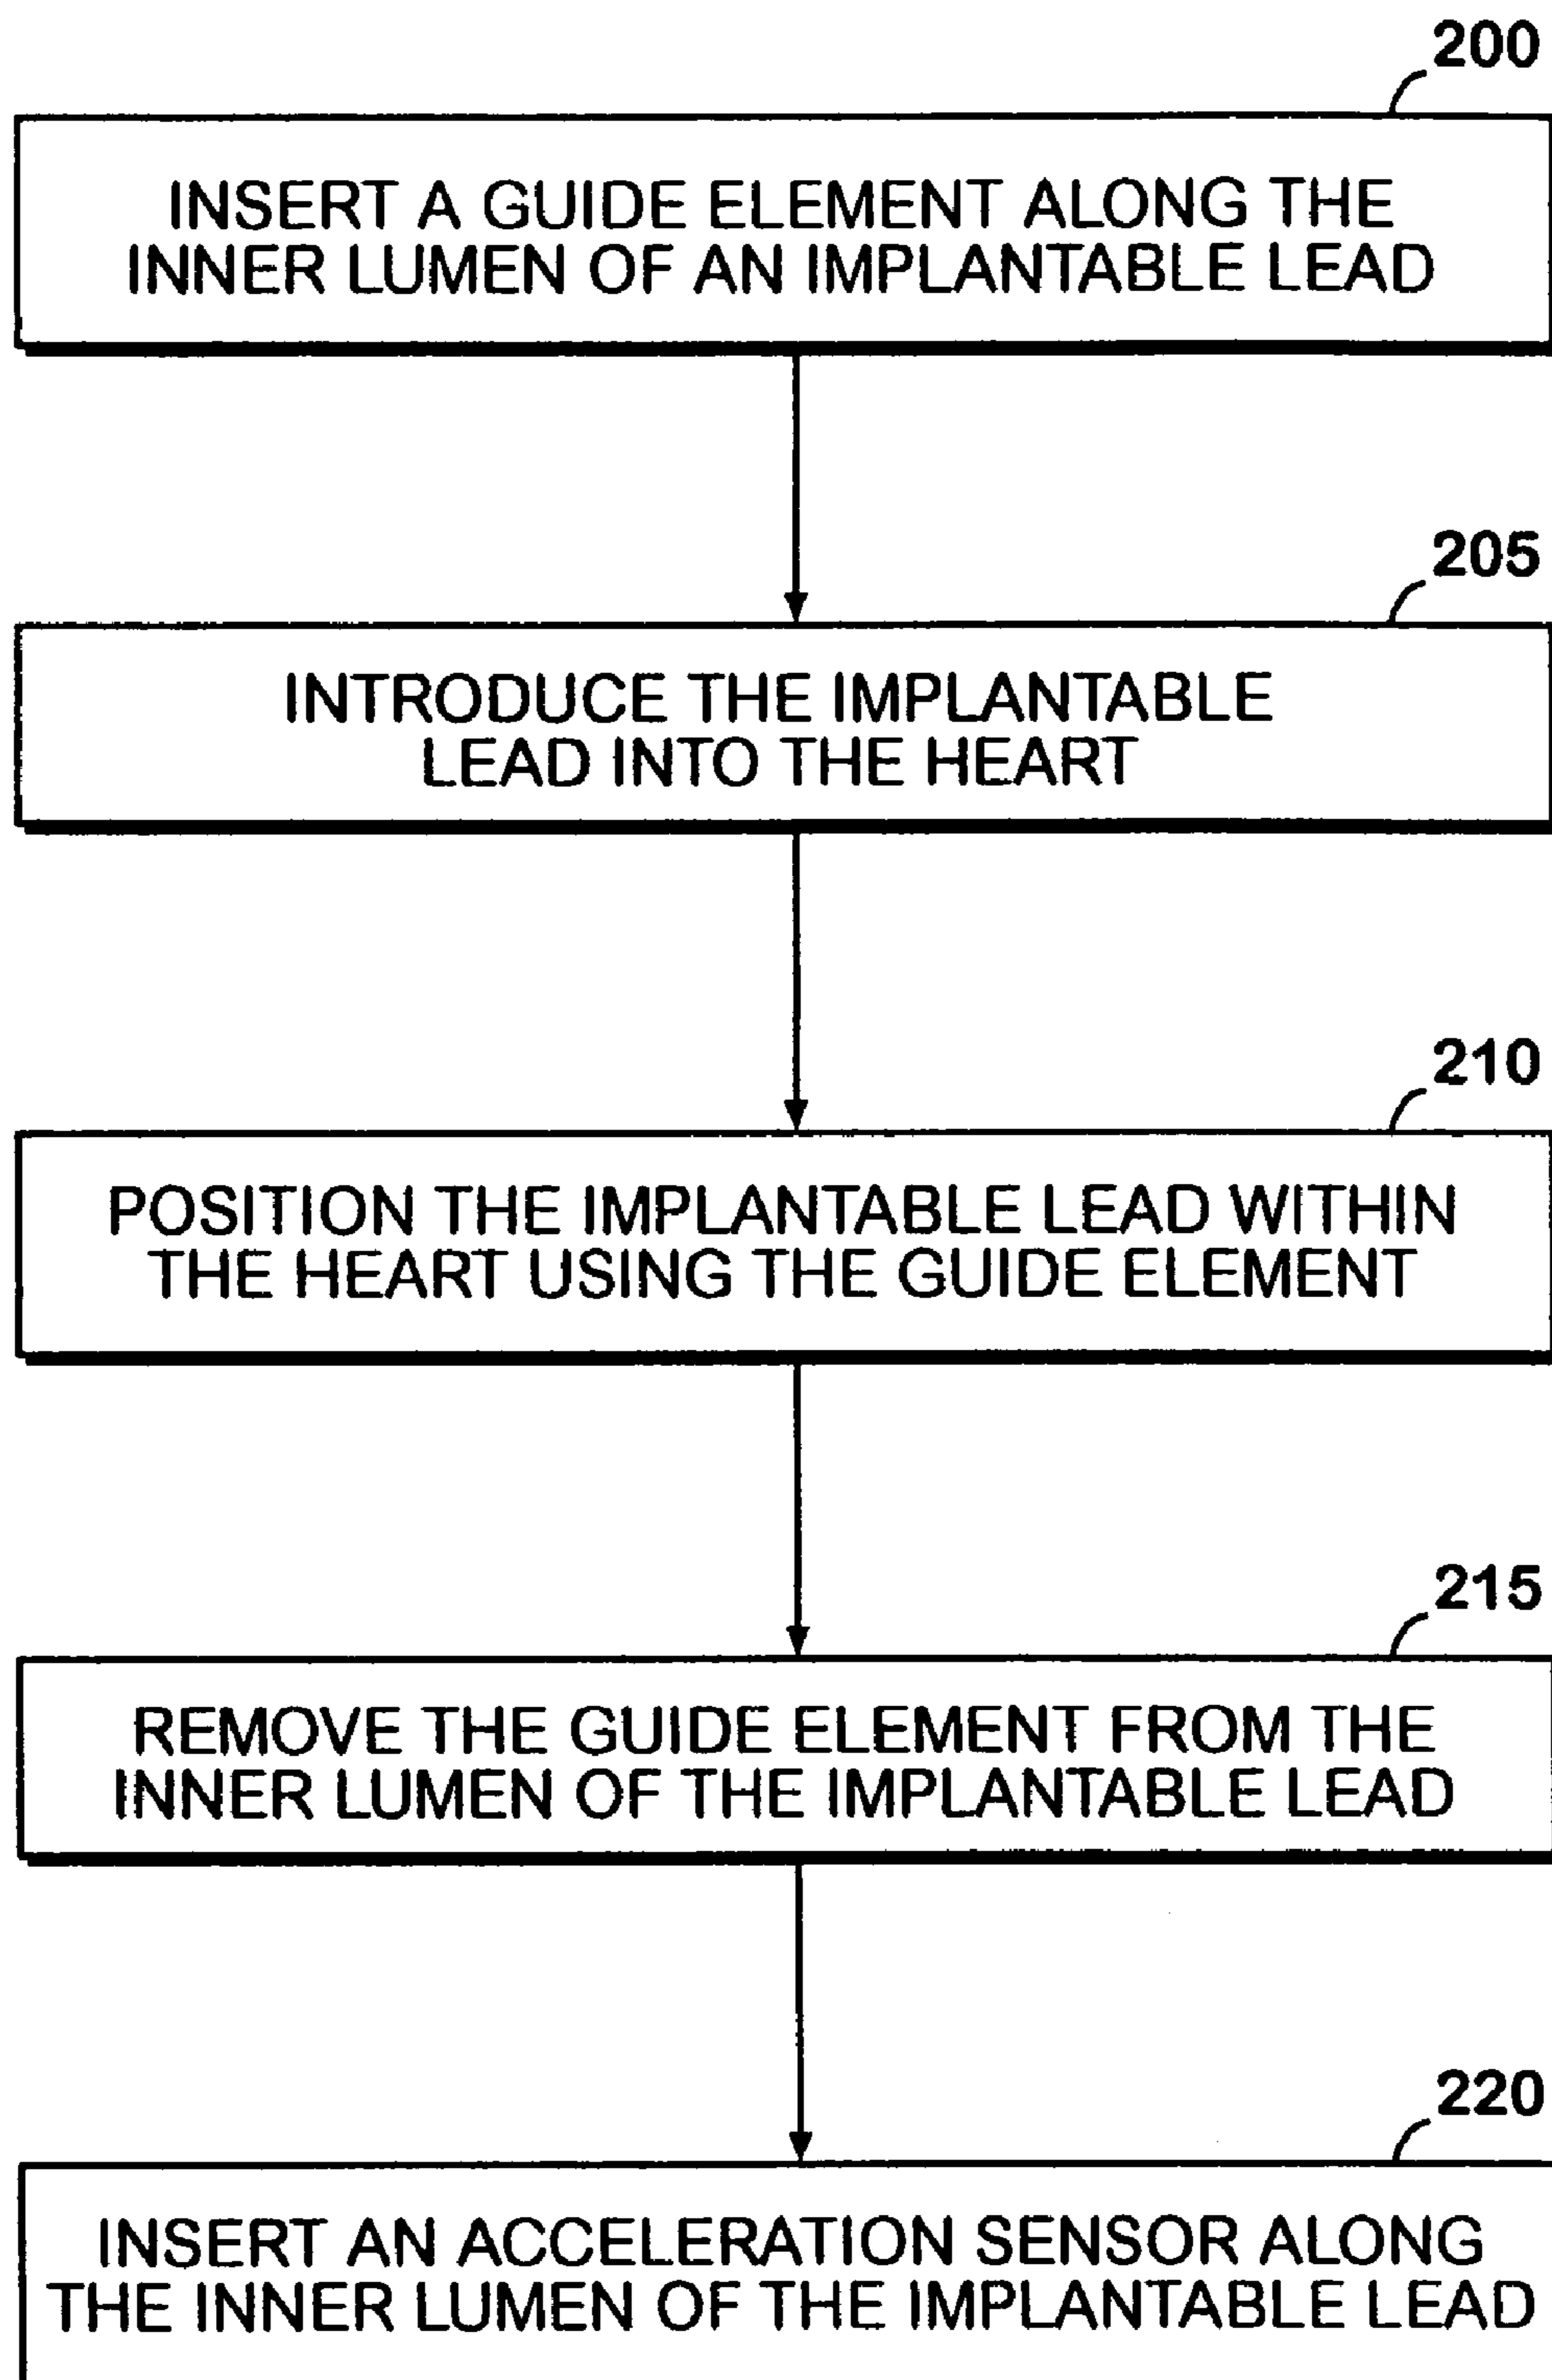 200
INSERT A GUIDE ELEMENT ALONG THE
INNER LUMEN OF AN IMPLANTABLE LEAD
205
INTRODUCE THE IMPLANTABLE
LEAD INTO THE HEART
210
POSITION THE IMPLANTABLE LEAD WITHIN
THE HEART USING THE GUIDE ELEMENT
215
REMOVE THE GUIDE ELEMENT FROM THE
INNER LUMEN OF THE IMPLANTABLE LEAD
220
INSERT AN ACCELERATION SENSOR ALONG
THE INNER LUMEN OF THE IMPLANTABLE LEAD